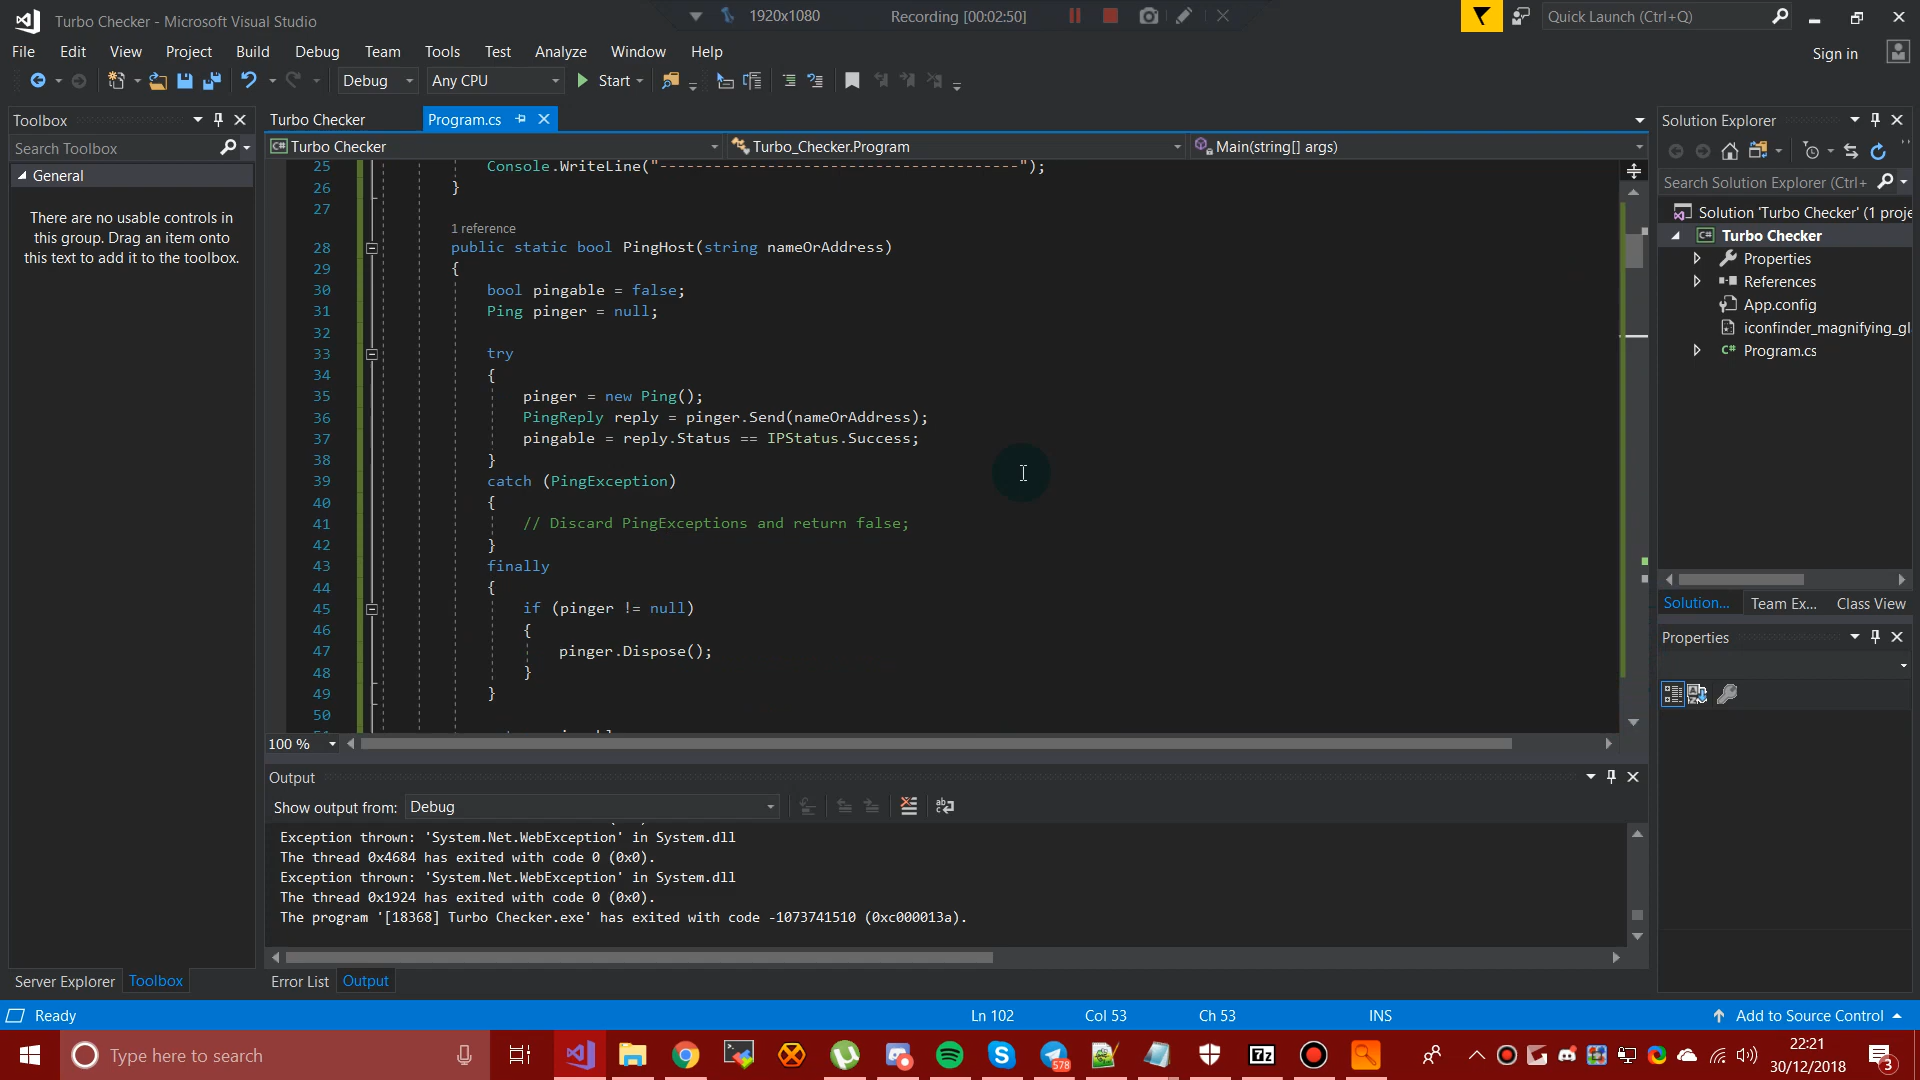 Turbo Checker - Microsoft Visual Studio
1920x1080
Recording [00:02:50]
Quick Launch (Ctrl+Q)
File Edit View Project Build Debug Team Tools Test Analyze Window Help
Sign in
Debug Any CPU Start
Toolbox
Search Toolbox
General
There are no usable controls in
this group. Drag an item onto
this text to add it to the toolbox.
Server Explorer Toolbox
Turbo Checker Program.cs
C# Turbo Checker Turbo_Checker.Program Main(string[] args)
25 Console.WriteLine("----------------------------------------");
26 }
27
1 reference
28 public static bool PingHost(string nameOrAddress)
29 {
30 bool pingable = false;
31 Ping pinger = null;
32
33 try
34 {
35 pinger = new Ping();
36 PingReply reply = pinger.Send(nameOrAddress);
37 pingable = reply.Status == IPStatus.Success;
38 }
39 catch (PingException)
40 {
41 // Discard PingExceptions and return false;
42 }
43 finally
44 {
45 if (pinger != null)
46 {
47 pinger.Dispose();
48 }
49 }
50
100 %
Output
Show output from: Debug
Exception thrown: 'System.Net.WebException' in System.dll
The thread 0x4684 has exited with code 0 (0x0).
Exception thrown: 'System.Net.WebException' in System.dll
The thread 0x1924 has exited with code 0 (0x0).
The program '[18368] Turbo Checker.exe' has exited with code -1073741510 (0xc000013a).
Error List Output
Solution Explorer
Search Solution Explorer (Ctrl+
Solution 'Turbo Checker' (1 proje
C# Turbo Checker
Properties
References
App.config
iconfinder_magnifying_gl
C# Program.cs
Solution... Team Ex... Class View
Properties
Ready
Ln 102 Col 53 Ch 53 INS
Add to Source Control
Type here to search
578
7z
22:21
30/12/2018
3